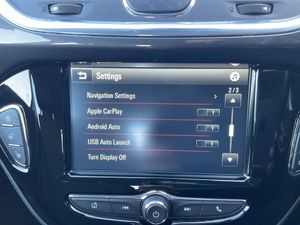 Settings
Navigation Settings >
2/3
Apple CarPlay
Android Auto
USB Auto Launch
Turn Display Off